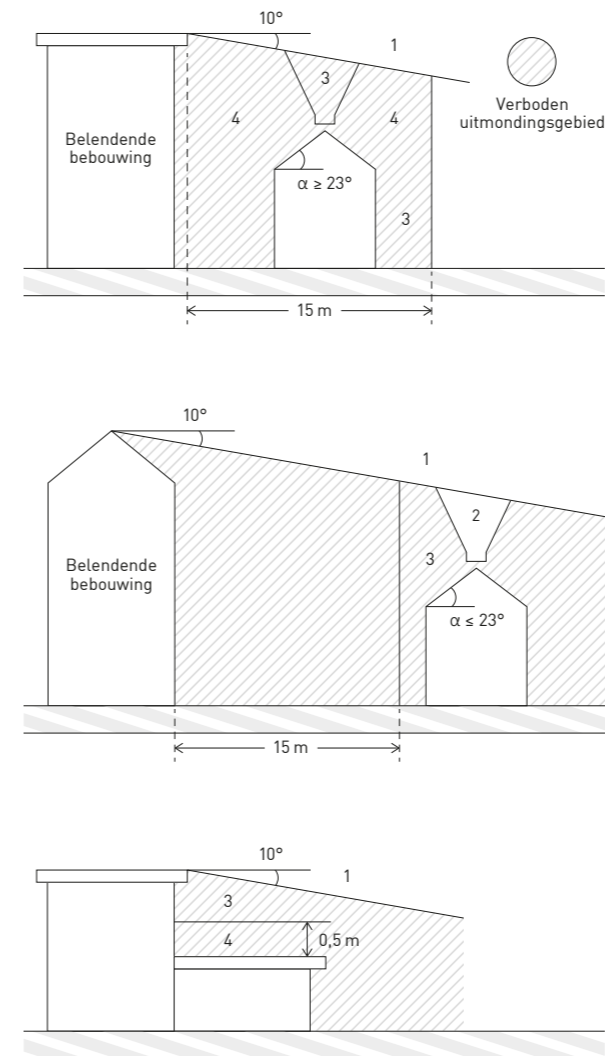 10°
1
3
4
4
Verboden
uitmondingsgebied
Belendende
bebouwing
α ≥ 23°
3
15 m
10°
1
2
3
Belendende
bebouwing
α ≤ 23°
15 m
10°
1
3
4
0,5 m